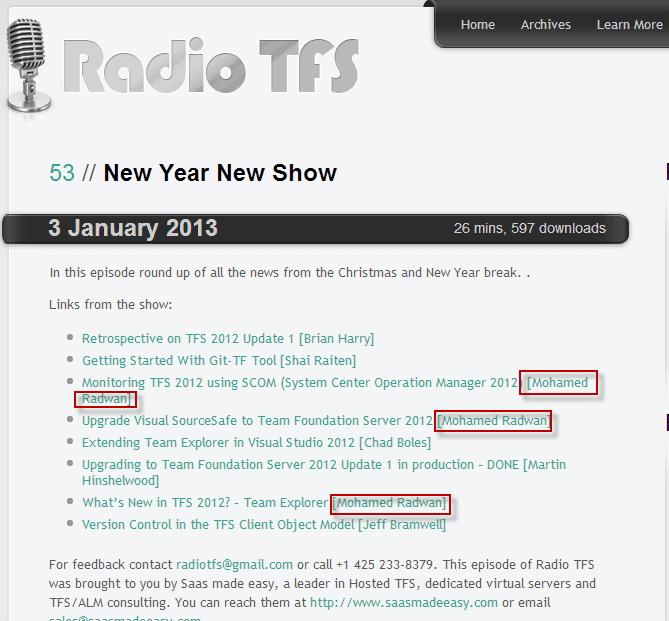 Home Archives Learn More
Radio TFS
53 // New Year New Show
3 January 2013 26 mins, 597 downloads
In this episode round up of all the news from the Christmas and New Year break. .
Links from the show:
Retrospective on TFS 2012 Update 1 [Brian Harry]
Getting Started With Git-TF Tool [Shai Raiten]
Monitoring TFS 2012 using SCOM (System Center Operation Manager 2012) [Mohamed
Radwan]
Upgrade Visual SourceSafe to Team Foundation Server 2012 [Mohamed Radwan]
Extending Team Explorer in Visual Studio 2012 [Chad Boles]
Upgrading to Team Foundation Server 2012 Update 1 in production – DONE [Martin
Hinshelwood]
What's New in TFS 2012? – Team Explorer [Mohamed Radwan]
Version Control in the TFS Client Object Model [Jeff Bramwell]
For feedback contact radiotfs@gmail.com or call +1 425 233-8379. This episode of Radio TFS
was brought to you by Saas made easy, a leader in Hosted TFS, dedicated virtual servers and
TFS/ALM consulting. You can reach them at http://www.saasmadeeasy.com or email
sales@saasmadeeasy.com